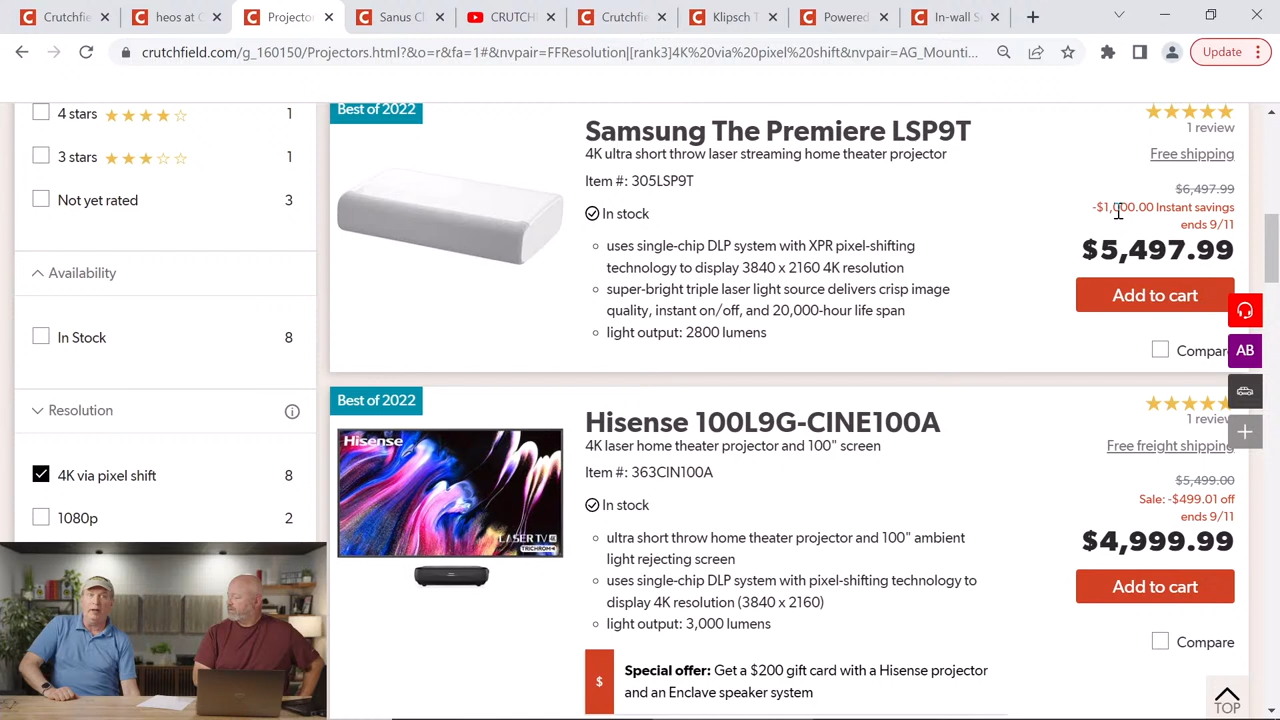 Crutchfi
heos at C
Projector
Sanus Cl
CRUTCHF
Crutchfie
Klipsch T
Powered
In-wall S
crutchfield.com/g_160150/Projectors.html?&o=r&fa=1#&nvpair=FFResolution|[rank3]4K%20via%20pixel%20shift&nvpair=AG_Mounti...
Update
4 stars
1
3 stars
1
Not yet rated
3
Availability
In Stock
8
Resolution
4K via pixel shift
8
1080p
2
Best of 2022
Samsung The Premiere LSP9T
4K ultra short throw laser streaming home theater projector
Item #: 305LSP9T
In stock
uses single-chip DLP system with XPR pixel-shifting
technology to display 3840 x 2160 4K resolution
super-bright triple laser light source delivers crisp image
quality, instant on/off, and 20,000-hour life span
light output: 2800 lumens
1 review
Free shipping
$6,497.99
-$1,000.00 Instant savings
ends 9/11
$5,497.99
Add to cart
Compare
AB
Best of 2022
Hisense
LASER TV
TRICHROMA
Hisense 100L9G-CINE100A
4K laser home theater projector and 100" screen
Item #: 363CIN100A
In stock
ultra short throw home theater projector and 100" ambient
light rejecting screen
uses single-chip DLP system with pixel-shifting technology to
display 4K resolution (3840 x 2160)
light output: 3,000 lumens
$
Special offer: Get a $200 gift card with a Hisense projector
and an Enclave speaker system
1 review
Free freight shipping
$5,499.00
Sale: -$499.01 off
ends 9/11
$4,999.99
Add to cart
Compare
TOP